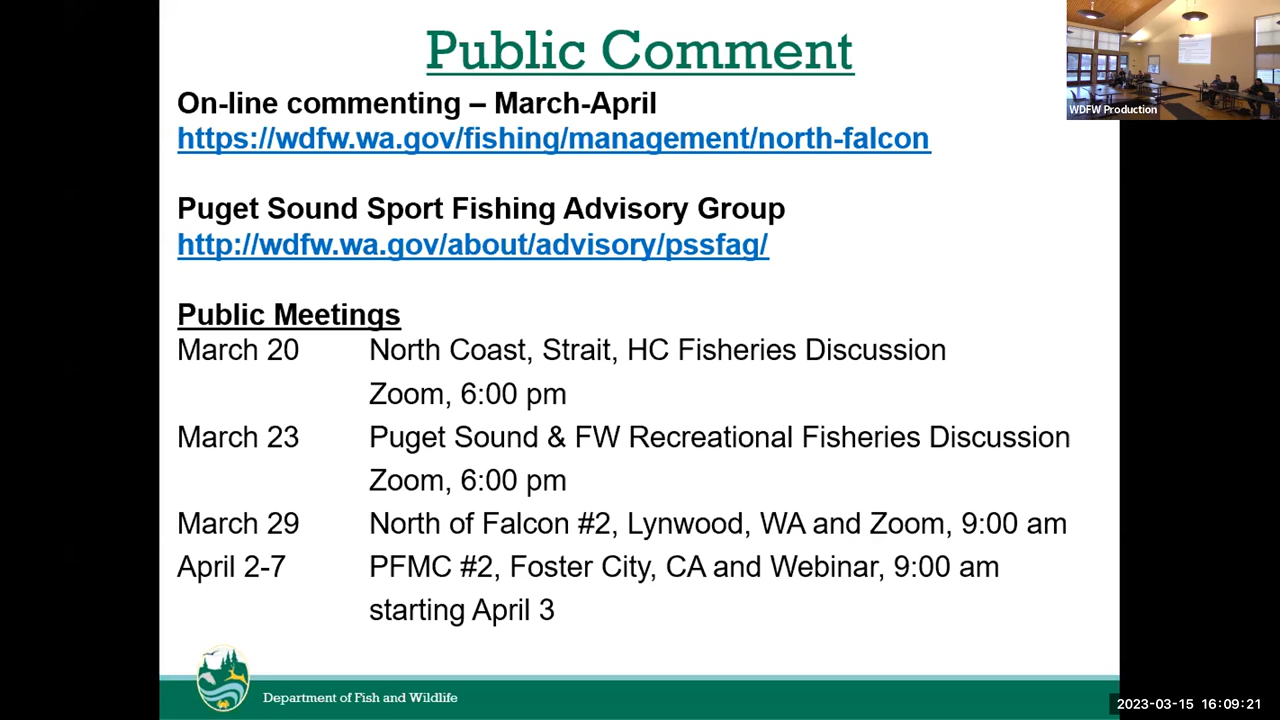 Public Comment
On-line commenting – March-April
https://wdfw.wa.gov/fishing/management/north-falcon
Puget Sound Sport Fishing Advisory Group
http://wdfw.wa.gov/about/advisory/pssfag/
Public Meetings
March 20 North Coast, Strait, HC Fisheries Discussion
Zoom, 6:00 pm
March 23 Puget Sound & FW Recreational Fisheries Discussion
Zoom, 6:00 pm
March 29 North of Falcon #2, Lynwood, WA and Zoom, 9:00 am
April 2-7 PFMC #2, Foster City, CA and Webinar, 9:00 am
starting April 3
Department of Fish and Wildlife
WDFW Production
2023-03-15 16:09:21